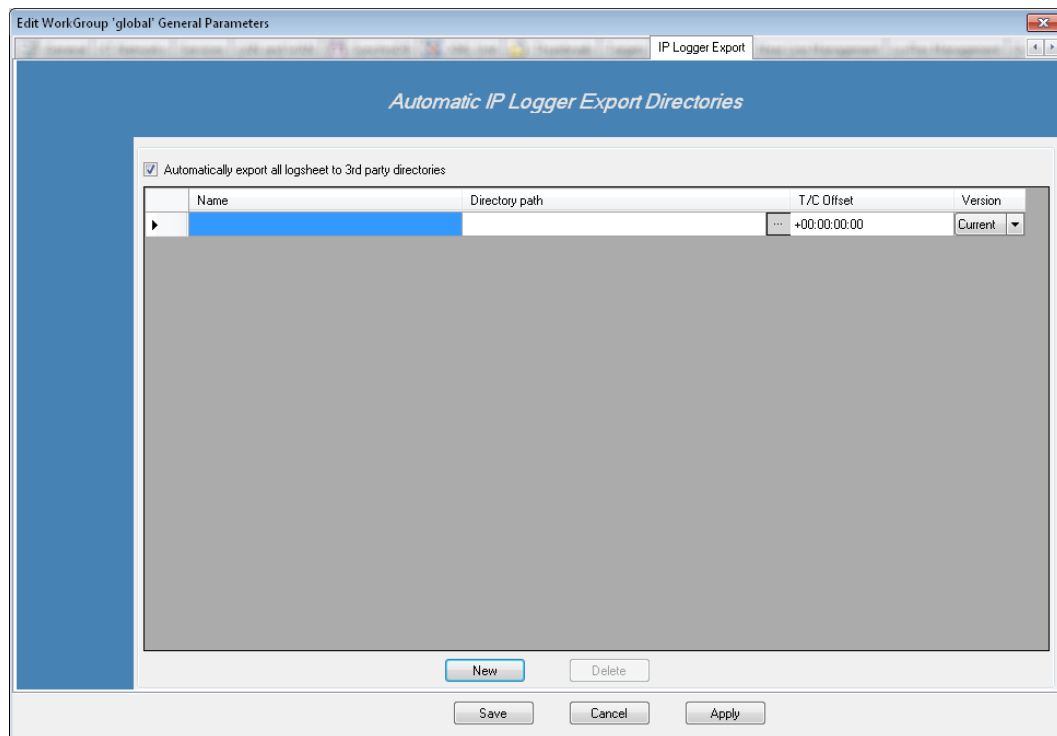 Edit WorkGroup 'global' General Parameters
IP Logger Export
Automatic IP Logger Export Directories
Automatically export all logsheet to 3rd party directories
Name Directory path T/C Offset Version
... +00:00:00:00 Current
New Delete
Save Cancel Apply